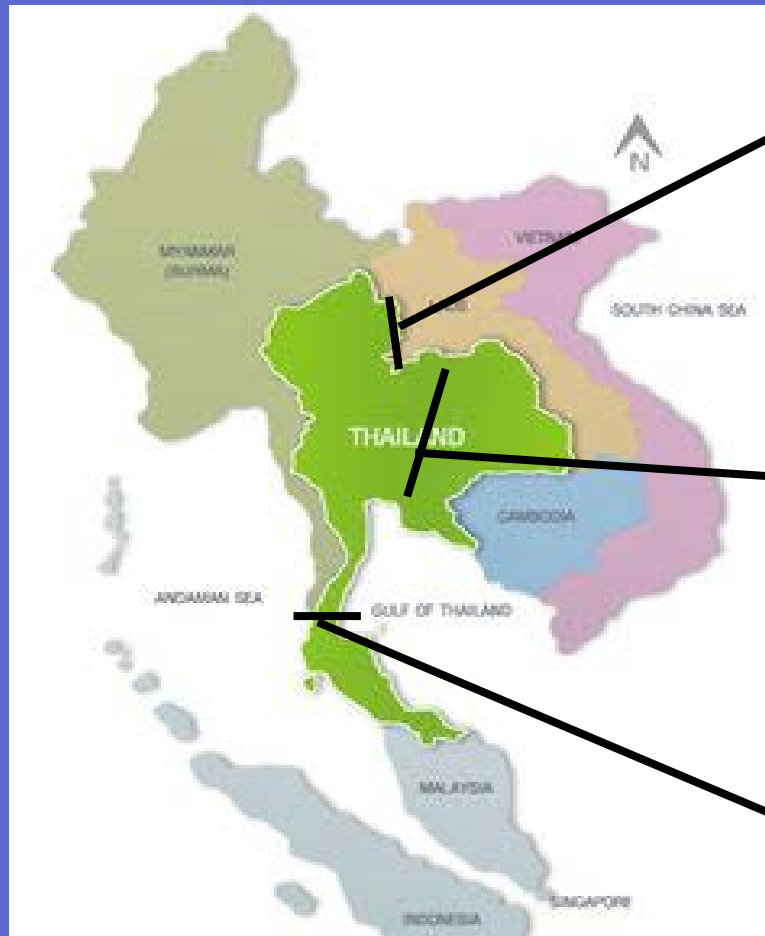 N
MYANMAR
(BURMA)
VIETNAM
LAOS
SOUTH CHINA SEA
THAILAND
CAMBODIA
ANDAMAN SEA
GULF OF THAILAND
MALAYSIA
SINGAPORE
INDONESIA